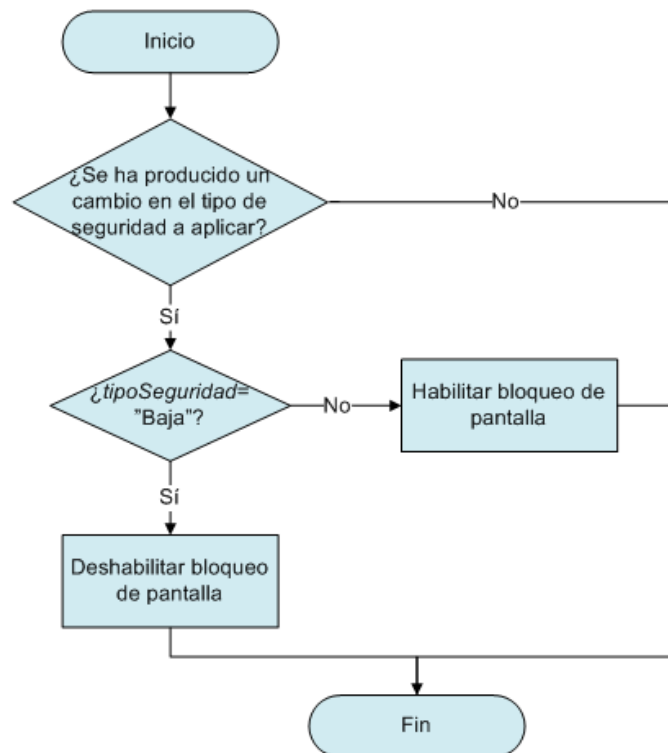 Inicio
¿Se ha producido un
cambio en el tipo de
seguridad a aplicar?
No
Sí
¿tipoSeguridad=
"Baja"?
No
Habilitar bloqueo de
pantalla
Sí
Deshabilitar bloqueo
de pantalla
Fin